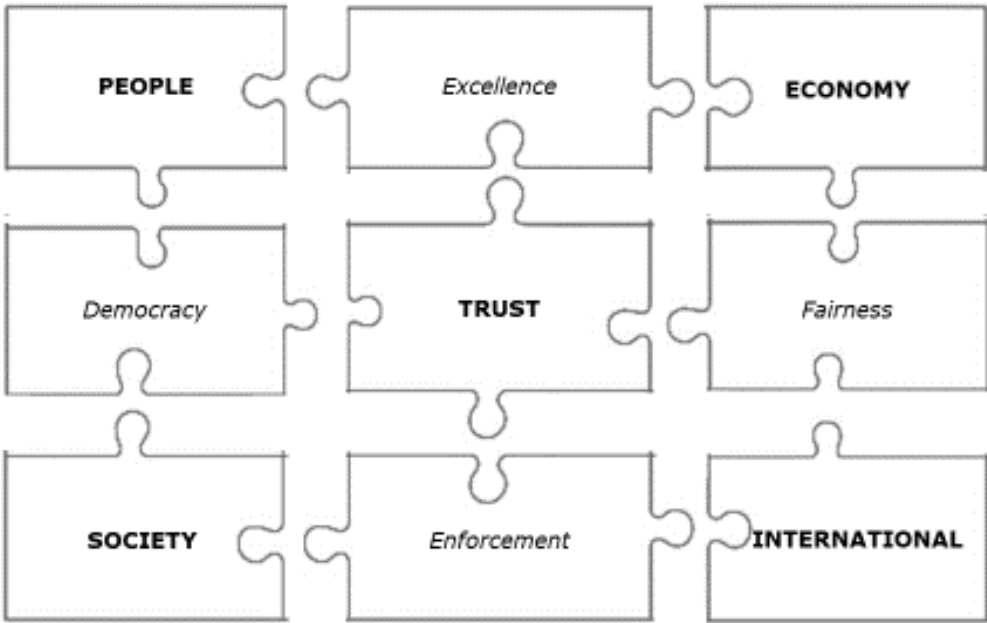 PEOPLE
Excellence
ECONOMY
Democracy
TRUST
Fairness
SOCIETY
Enforcement
INTERNATIONAL